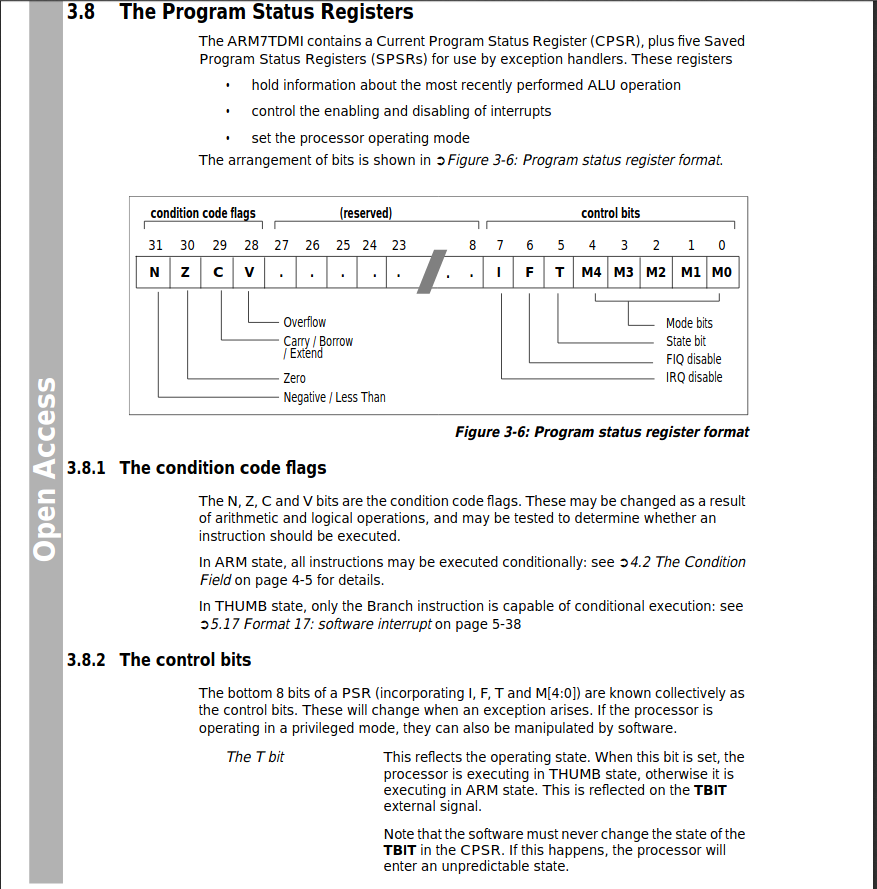 3.8 The Program Status Registers
The ARM7TDMI contains a Current Program Status Register (CPSR), plus five Saved
Program Status Registers (SPSRs) for use by exception handlers. These registers
• hold information about the most recently performed ALU operation
• control the enabling and disabling of interrupts
• set the processor operating mode
The arrangement of bits is shown in ➲Figure 3-6: Program status register format.
condition code flags (reserved) control bits
31 30 29 28 27 26 25 24 23 8 7 6 5 4 3 2 1 0
N Z C V . . . . . . . I F T M4 M3 M2 M1 M0
Overflow
Carry / Borrow
/ Extend
Zero
Negative / Less Than
Mode bits
State bit
FIQ disable
IRQ disable
Figure 3-6: Program status register format
3.8.1 The condition code flags
The N, Z, C and V bits are the condition code flags. These may be changed as a result
of arithmetic and logical operations, and may be tested to determine whether an
instruction should be executed.
In ARM state, all instructions may be executed conditionally: see ➲4.2 The Condition
Field on page 4-5 for details.
In THUMB state, only the Branch instruction is capable of conditional execution: see
➲5.17 Format 17: software interrupt on page 5-38
3.8.2 The control bits
The bottom 8 bits of a PSR (incorporating I, F, T and M[4:0]) are known collectively as
the control bits. These will change when an exception arises. If the processor is
operating in a privileged mode, they can also be manipulated by software.
The T bit This reflects the operating state. When this bit is set, the
processor is executing in THUMB state, otherwise it is
executing in ARM state. This is reflected on the TBIT
external signal.
Note that the software must never change the state of the
TBIT in the CPSR. If this happens, the processor will
enter an unpredictable state.
Open Access